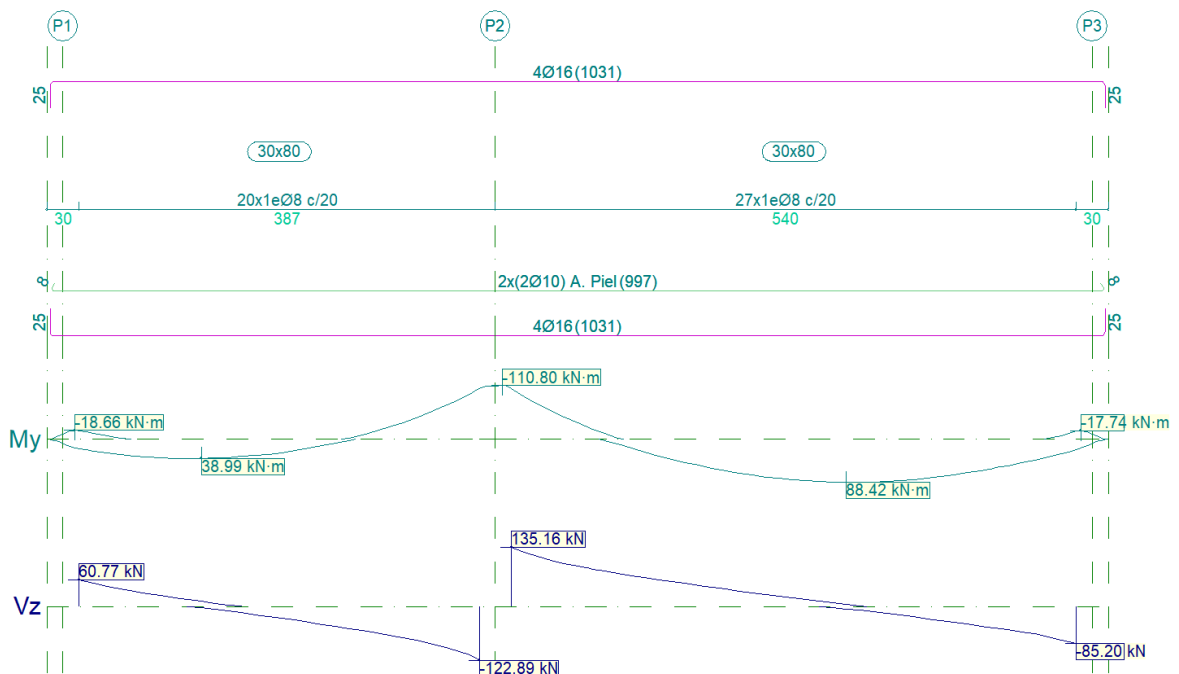 P1 P2 P3
4Ø16 (1031)
25 25
30x80 30x80
20x1eØ8 c/20 27x1eØ8 c/20
30 387 540 30
8 2x(2Ø10) A. Piel (997) 8
25 25
4Ø16 (1031)
-110.80 kN·m
-18.66 kN·m -17.74 kN·m
My
38.99 kN·m
88.42 kN·m
135.16 kN
60.77 kN
Vz
-85.20 kN
-122.89 kN